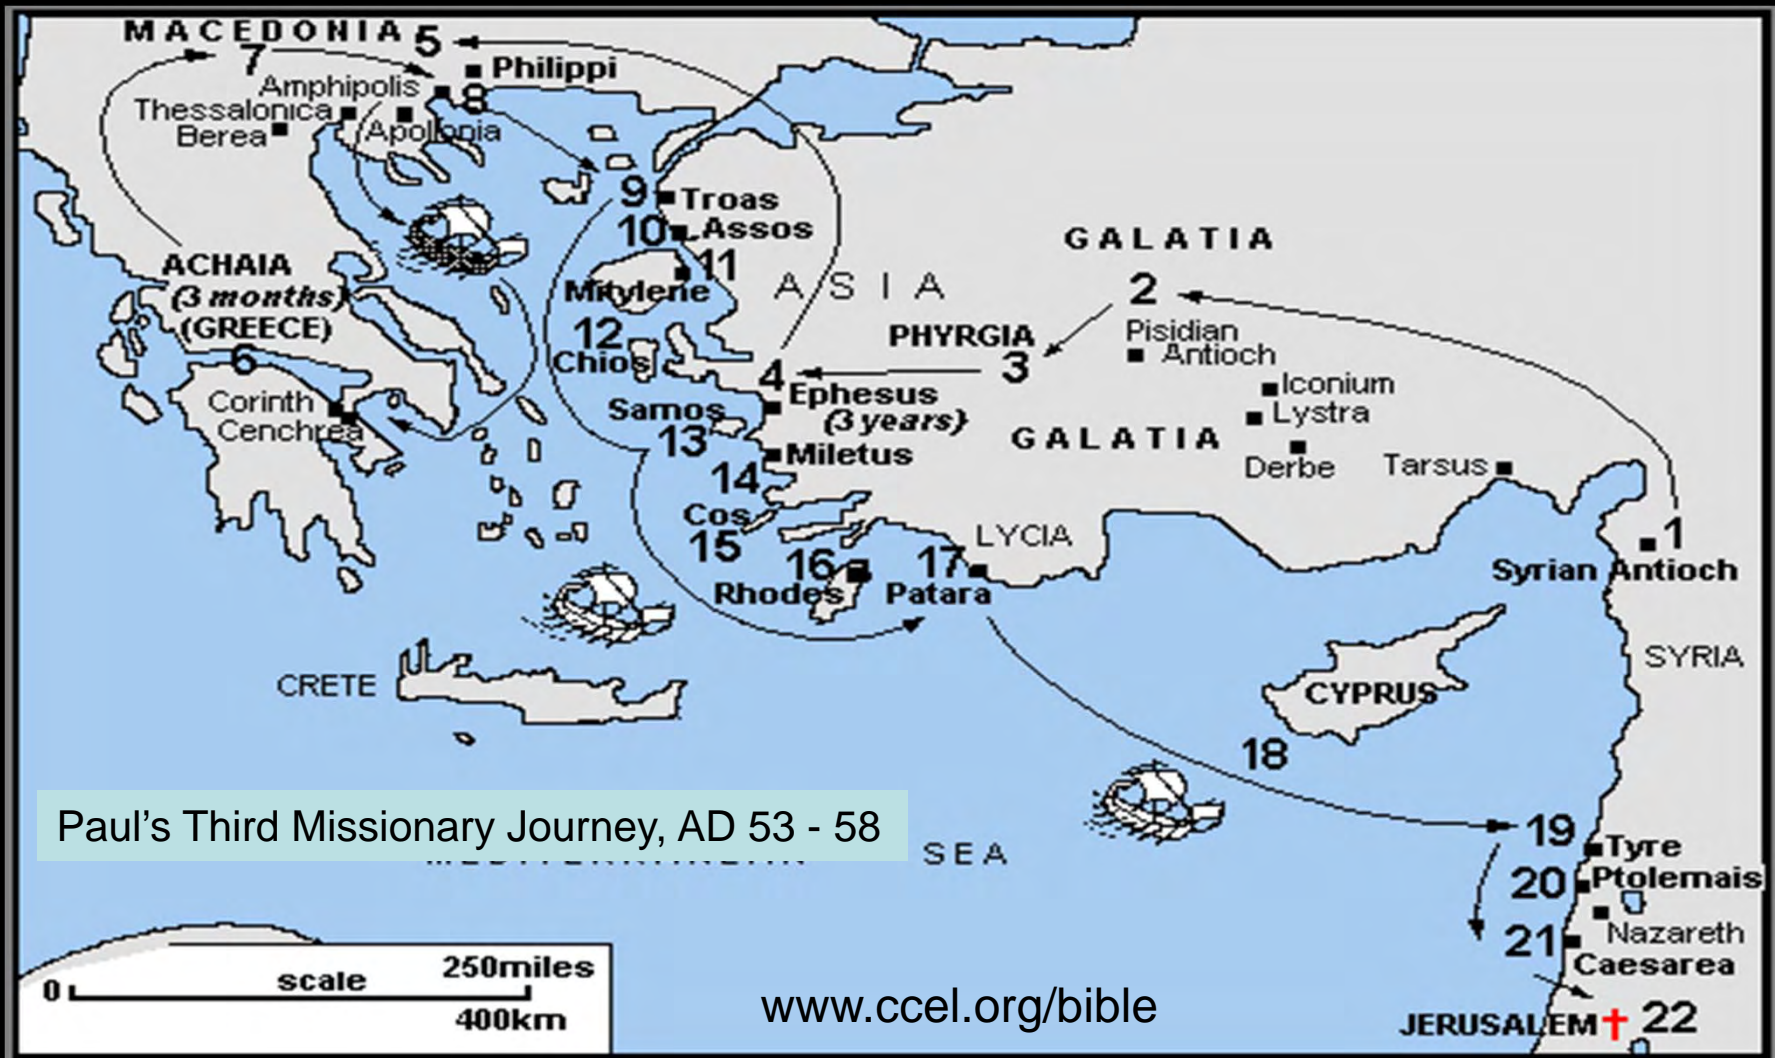 MACEDONIA 5
7
Philippi
Amphipolis
8
Thessalonica
Apollonia
Berea
9 Troas
10 Assos
11
Mitylene
ASIA
GALATIA
2
ACHAIA
(3 months)
(GREECE)
6
12
Chios
PHYRGIA
3
Pisidian
Antioch
4
Ephesus
(3 years)
Iconium
Lystra
Corinth
Cenchrea
Samos
13
GALATIA
Derbe
Tarsus
Miletus
14
Cos
15
LYCIA
1
Syrian Antioch
16
Rhodes
17
Patara
SYRIA
CRETE
CYPRUS
18
Paul's Third Missionary Journey, AD 53 - 58
SEA
19
Tyre
20 Ptolemais
Nazareth
21
Caesarea
JERUSALEM 22
scale
250miles
0
400km
www.ccel.org/bible